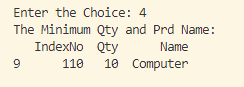 Enter the Choice: 4
The Minimum Qty and Prd Name:
   IndexNo  Qty      Name
9      110   10  Computer